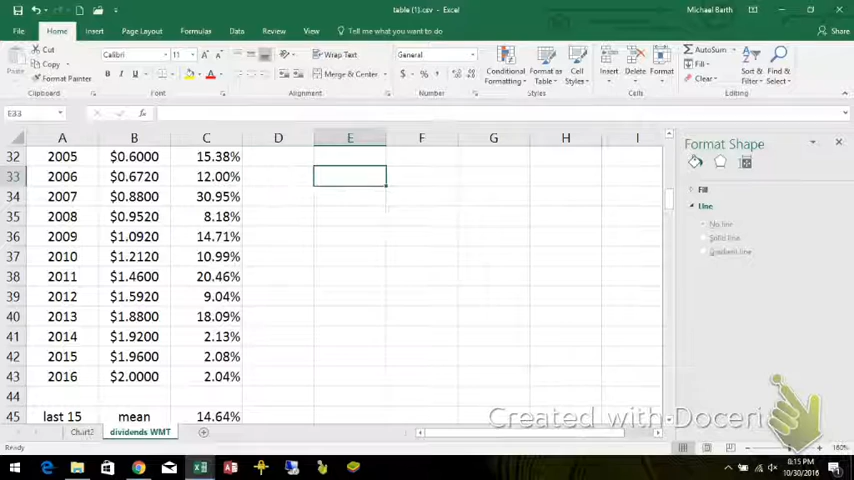 table (1).csv - Excel
Michael Barth
File Home Insert Page Layout Formulas Data Review View Tell me what you want to do... Share
Cut
Copy
Format Painter
Paste
Clipboard
Calibri 11
B I U
Font
Wrap Text
Merge & Center
Alignment
General
$ % ,
Number
Conditional Formatting
Format as Table
Cell Styles
Styles
Insert Delete Format
Cells
AutoSum
Fill
Clear
Sort & Filter
Find & Select
Editing
E33
A B C D E F G H I
32 2005 $0.6000 15.38%
33 2006 $0.6720 12.00%
34 2007 $0.8800 30.95%
35 2008 $0.9520 8.18%
36 2009 $1.0920 14.71%
37 2010 $1.2120 10.99%
38 2011 $1.4600 20.46%
39 2012 $1.5920 9.04%
40 2013 $1.8800 18.09%
41 2014 $1.9200 2.13%
42 2015 $1.9600 2.08%
43 2016 $2.0000 2.04%
44
45 last 15 mean 14.64%
Format Shape
Fill
Line
No line
Solid line
Gradient line
Chart2 dividends WMT
Created with Doceri
Ready
160%
8:15 PM
10/30/2016